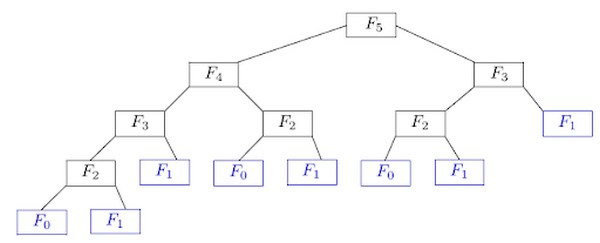 F₅
F₄ F₃
F₃ F₂ F₂ F₁
F₂ F₁ F₀ F₁ F₀ F₁
F₀ F₁